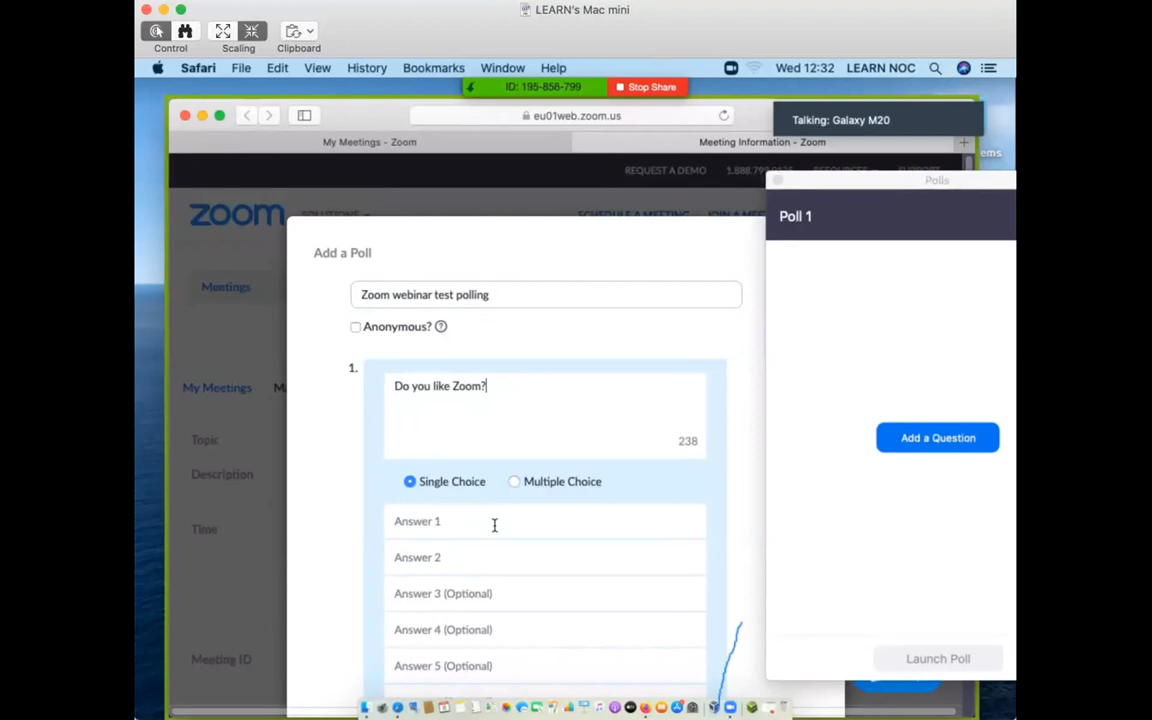 LEARN's Mac mini
Control
Scaling
Clipboard
Safari File Edit View History Bookmarks Window Help
Wed 12:32 LEARN NOC
ID: 195-856-799
Stop Share
eu01web.zoom.us
Talking: Galaxy M20
My Meetings - Zoom
Meeting Information - Zoom
ems
REQUEST A DEMO
zoom
Polls
Poll 1
Add a Poll
Zoom webinar test polling
Meetings
Anonymous? ?
1.
Do you like Zoom?
My Meetings
Topic
238
Add a Question
Description
Single Choice
Multiple Choice
Answer 1
Time
Answer 2
Answer 3 (Optional)
Answer 4 (Optional)
Meeting ID
Answer 5 (Optional)
Launch Poll